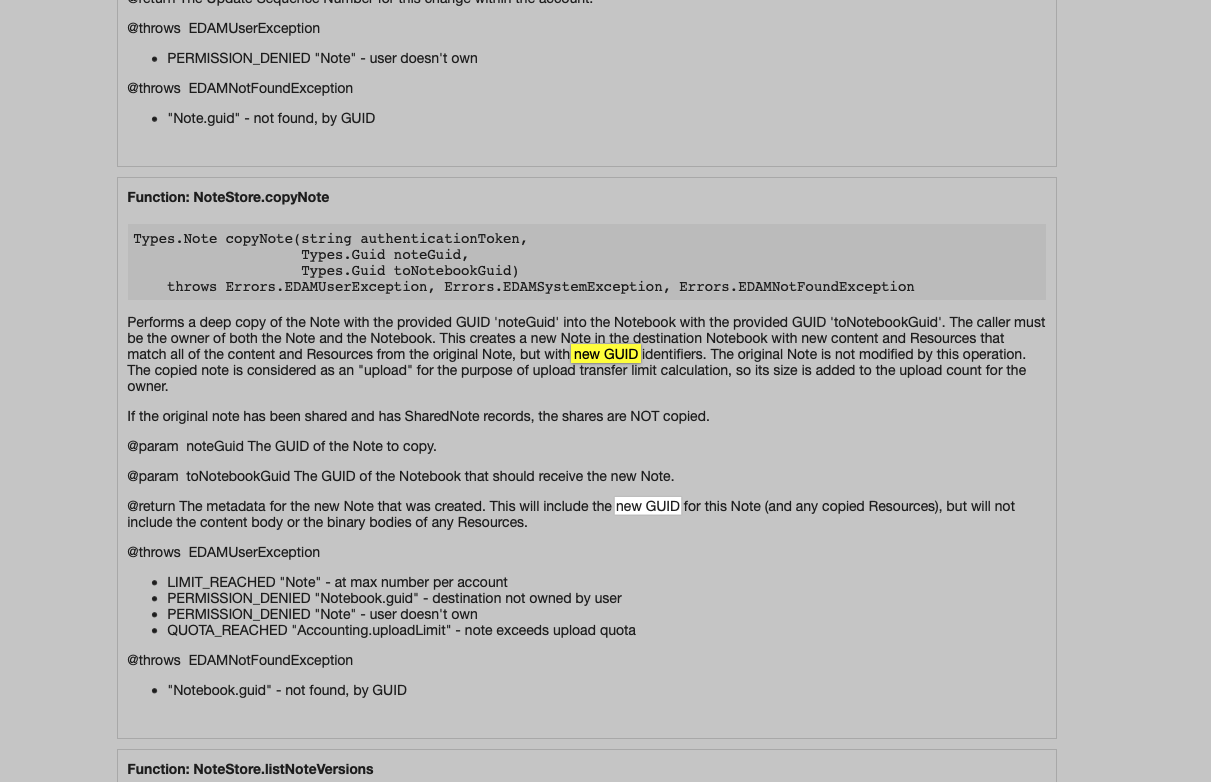 @return The Update Sequence Number for this change within the account.
@throws  EDAMUserException
• PERMISSION_DENIED "Note" - user doesn't own
@throws  EDAMNotFoundException
• "Note.guid" - not found, by GUID
Function: NoteStore.copyNote
Types.Note copyNote(string authenticationToken,
                    Types.Guid noteGuid,
                    Types.Guid toNotebookGuid)
    throws Errors.EDAMUserException, Errors.EDAMSystemException, Errors.EDAMNotFoundException
Performs a deep copy of the Note with the provided GUID 'noteGuid' into the Notebook with the provided GUID 'toNotebookGuid'. The caller must
be the owner of both the Note and the Notebook. This creates a new Note in the destination Notebook with new content and Resources that
match all of the content and Resources from the original Note, but with new GUID identifiers. The original Note is not modified by this operation.
The copied note is considered as an "upload" for the purpose of upload transfer limit calculation, so its size is added to the upload count for the
owner.
If the original note has been shared and has SharedNote records, the shares are NOT copied.
@param  noteGuid The GUID of the Note to copy.
@param  toNotebookGuid The GUID of the Notebook that should receive the new Note.
@return The metadata for the new Note that was created. This will include the new GUID for this Note (and any copied Resources), but will not
include the content body or the binary bodies of any Resources.
@throws  EDAMUserException
• LIMIT_REACHED "Note" - at max number per account
• PERMISSION_DENIED "Notebook.guid" - destination not owned by user
• PERMISSION_DENIED "Note" - user doesn't own
• QUOTA_REACHED "Accounting.uploadLimit" - note exceeds upload quota
@throws  EDAMNotFoundException
• "Notebook.guid" - not found, by GUID
Function: NoteStore.listNoteVersions